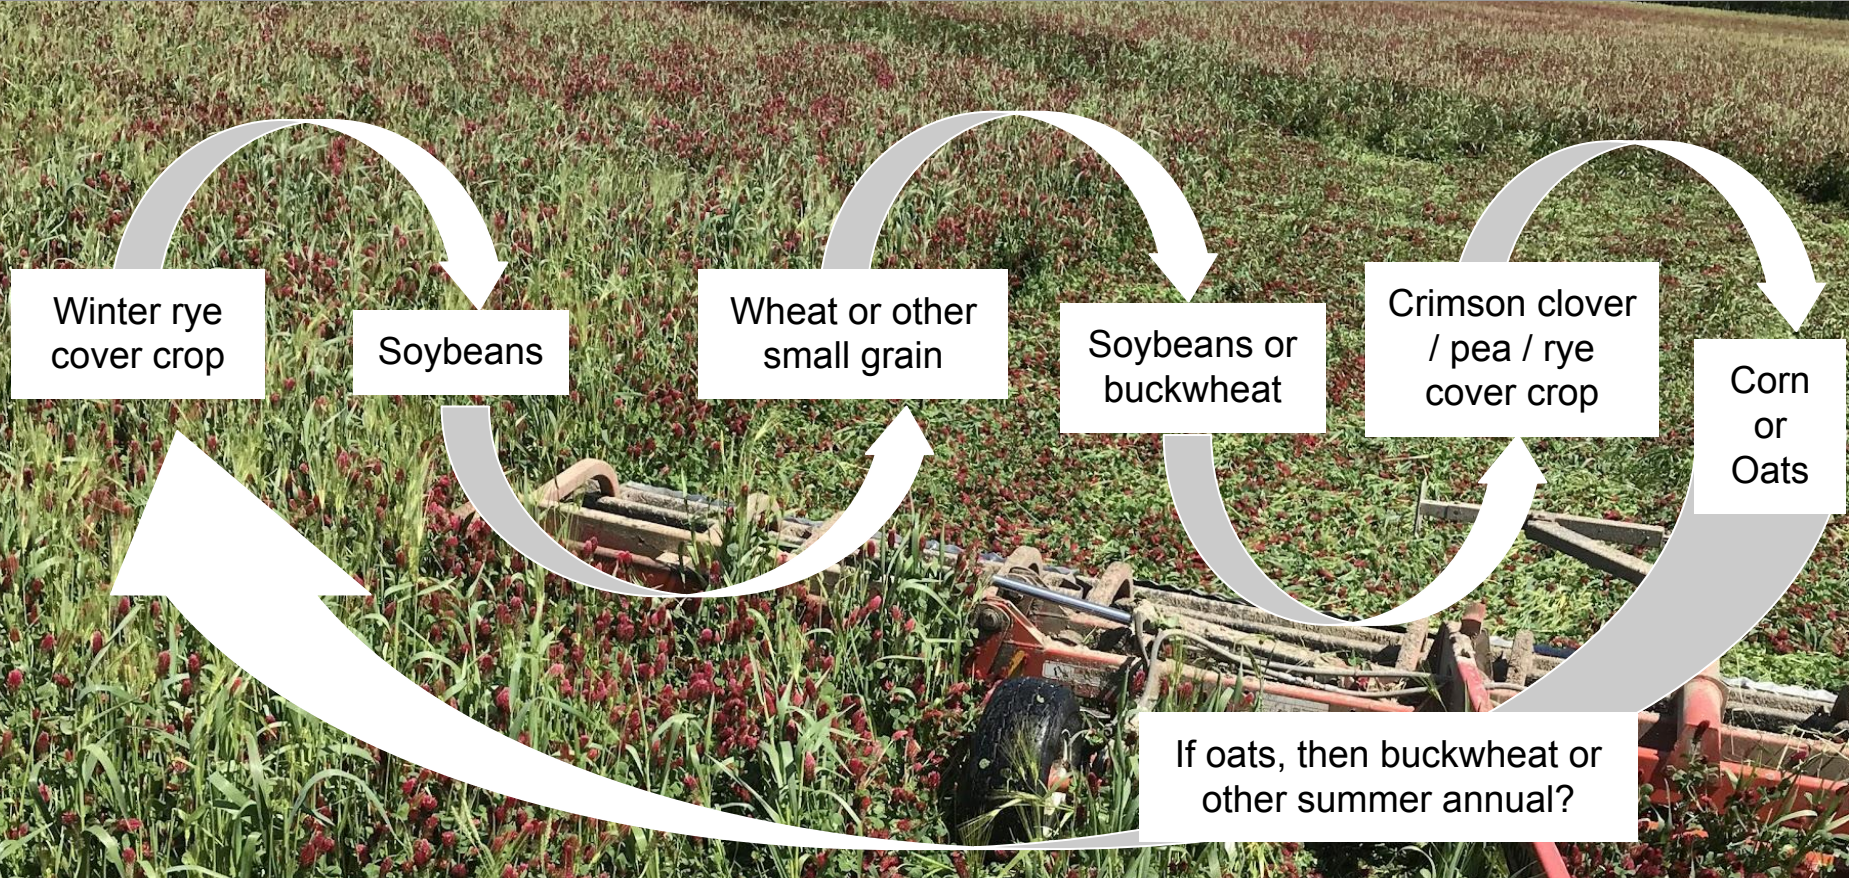 Winter rye
cover crop
Soybeans
Wheat or other
small grain
Soybeans or
buckwheat
Crimson clover
/ pea / rye
cover crop
Corn
or
Oats
If oats, then buckwheat or
other summer annual?